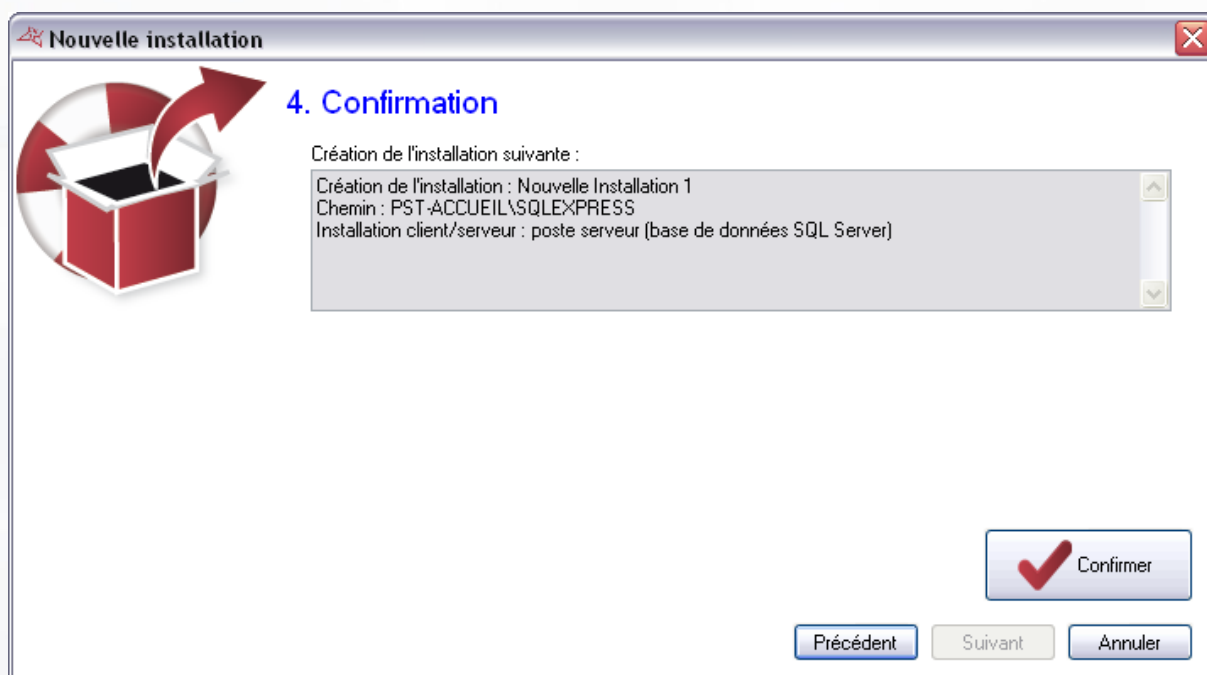 Nouvelle installation
4. Confirmation
Création de l'installation suivante :
Création de l'installation : Nouvelle Installation 1
Chemin : PST-ACCUEIL\SQLEXPRESS
Installation client/serveur : poste serveur (base de données SQL Server)
Confirmer
Précédent
Suivant
Annuler